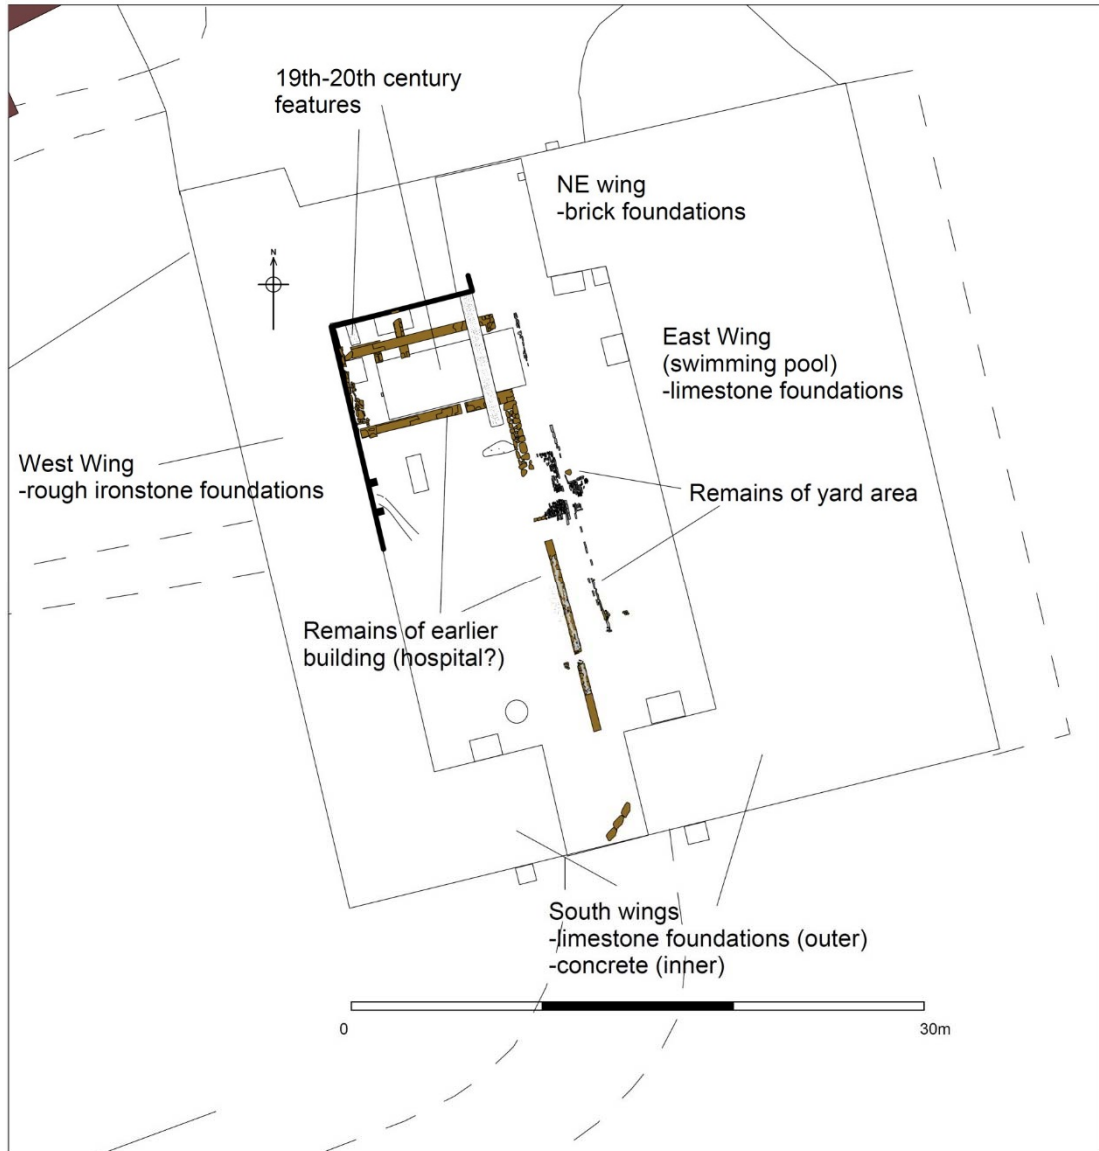 19th-20th century
features
NE wing
-brick foundations
N
East Wing
(swimming pool)
-limestone foundations
West Wing
-rough ironstone foundations
Remains of yard area
Remains of earlier
building (hospital?)
South wings
-limestone foundations (outer)
-concrete (inner)
0
30m